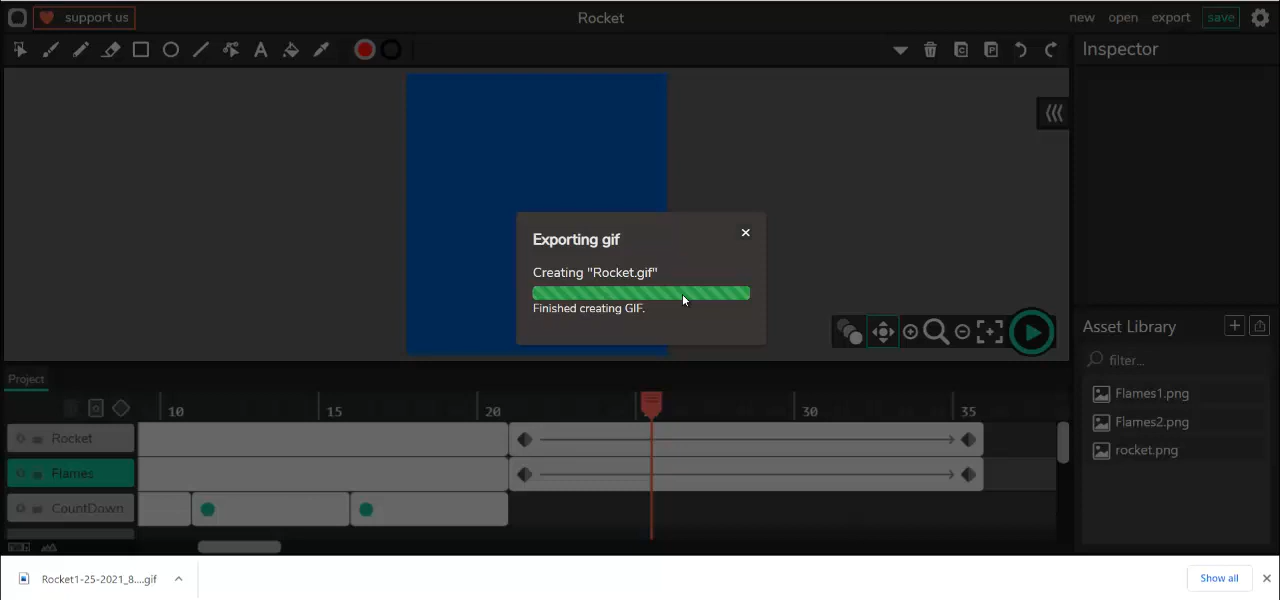 support us
Rocket
new open export save
Inspector
Exporting gif
Creating "Rocket.gif"
Finished creating GIF.
Asset Library
filter...
Flames1.png
Flames2.png
rocket.png
Project
10 15 20 30 35
Rocket
Flames
CountDown
Rocket1-25-2021_8....gif
Show all